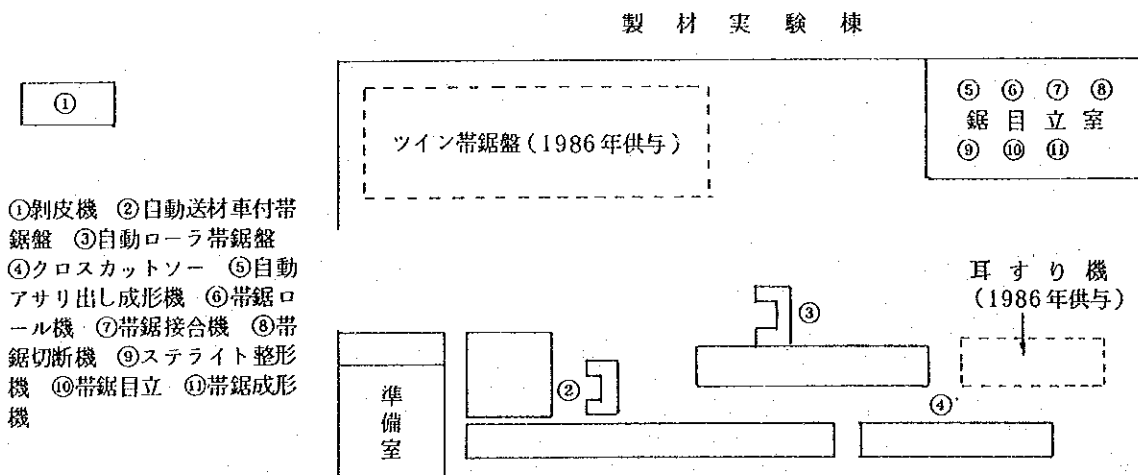 製材実験棟
①
ツイン帯鋸盤(1986年供与)
⑤ ⑥ ⑦ ⑧
鋸目立室
⑨ ⑩ ⑪
①剝皮機 ②自動送材車付帯
鋸盤 ③自動ローラ帯鋸盤
④クロスカットソー ⑤自動
アサリ出し成形機 ⑥帯鋸ロ
ール機 ⑦帯鋸接合機 ⑧帯
鋸切断機 ⑨ステライト整形
機 ⑩帯鋸目立 ⑪帯鋸成形
機
耳すり機
(1986年供与)
③
②
④
準備室